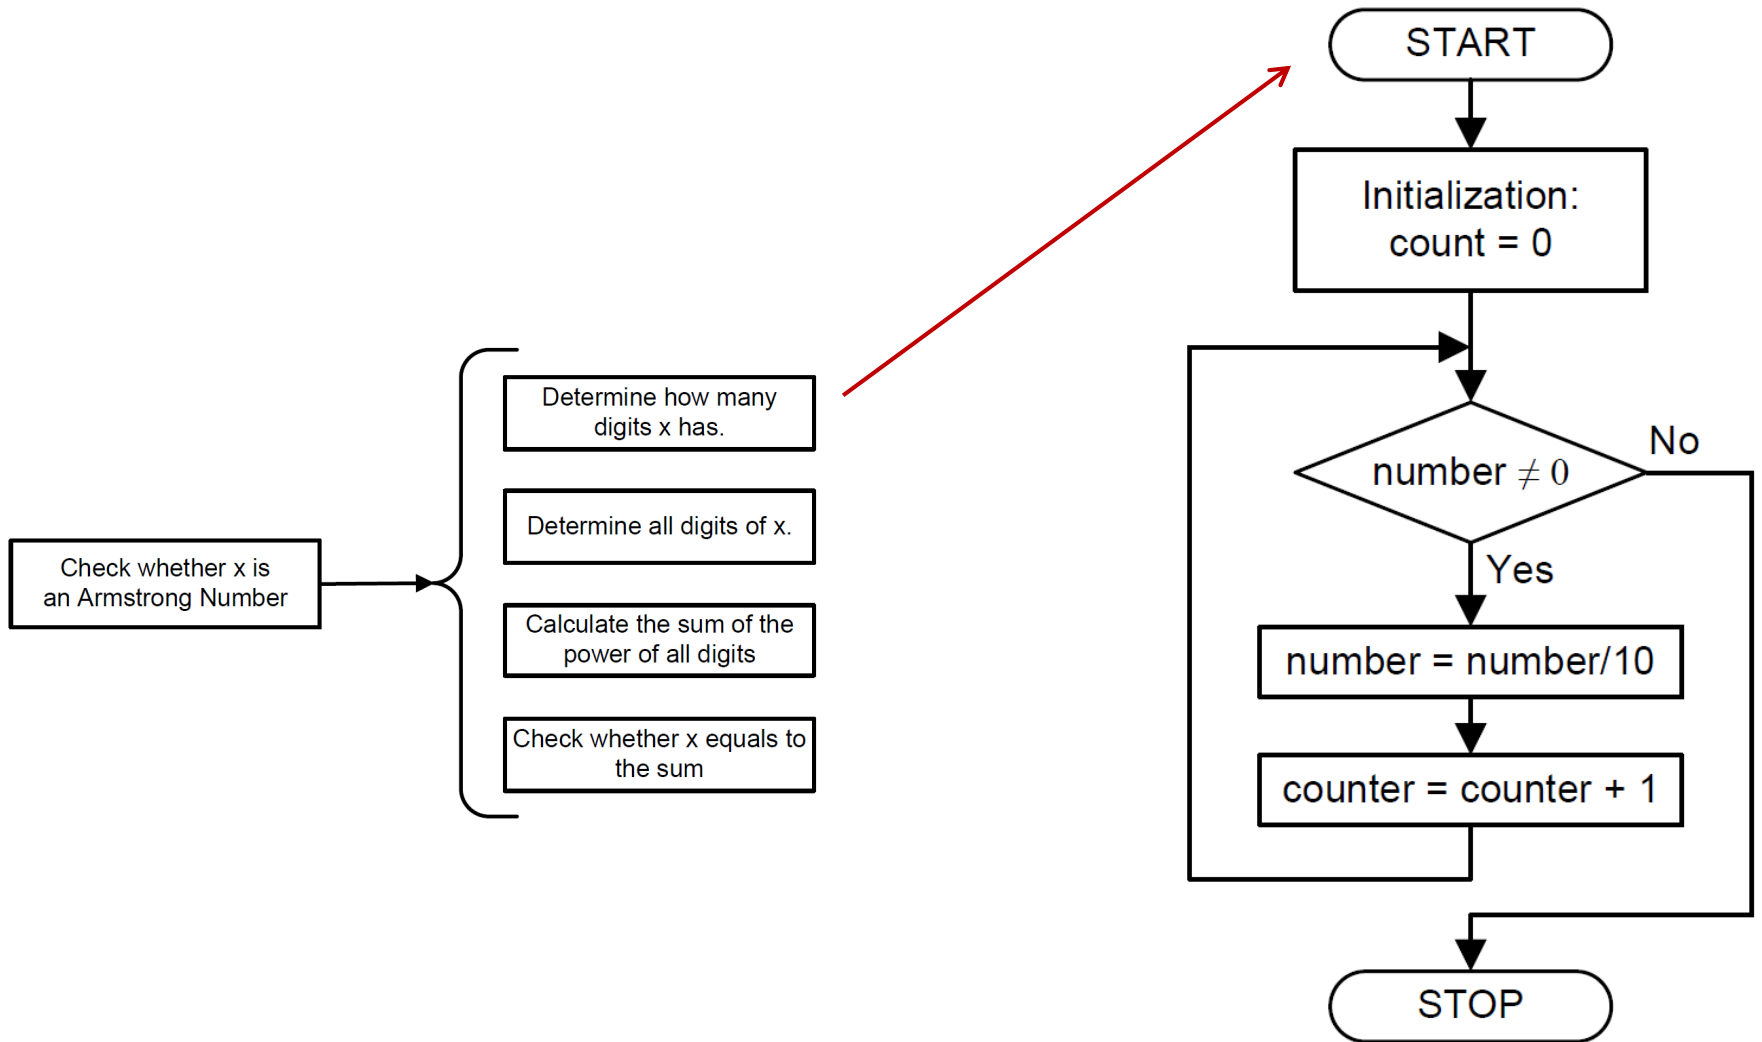 Check whether x is
an Armstrong Number
Determine how many
digits x has.
Determine all digits of x.
Calculate the sum of the
power of all digits
Check whether x equals to
the sum
START
Initialization:
count = 0
number ≠ 0
No
Yes
number = number/10
counter = counter + 1
STOP